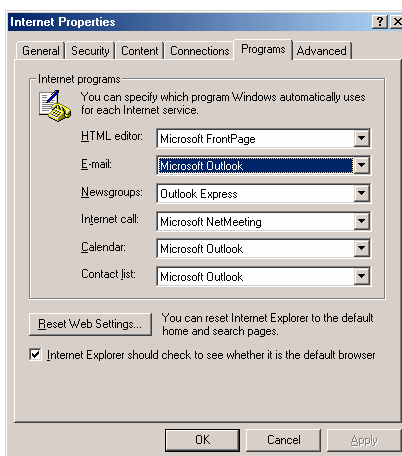 Internet Properties
General Security Content Connections Programs Advanced
Internet programs
You can specify which program Windows automatically uses
for each Internet service.
HTML editor: Microsoft FrontPage
E-mail: Microsoft Outlook
Newsgroups: Outlook Express
Internet call: Microsoft NetMeeting
Calendar: Microsoft Outlook
Contact list: Microsoft Outlook
Reset Web Settings... You can reset Internet Explorer to the default
home and search pages.
Internet Explorer should check to see whether it is the default browser
OK Cancel Apply